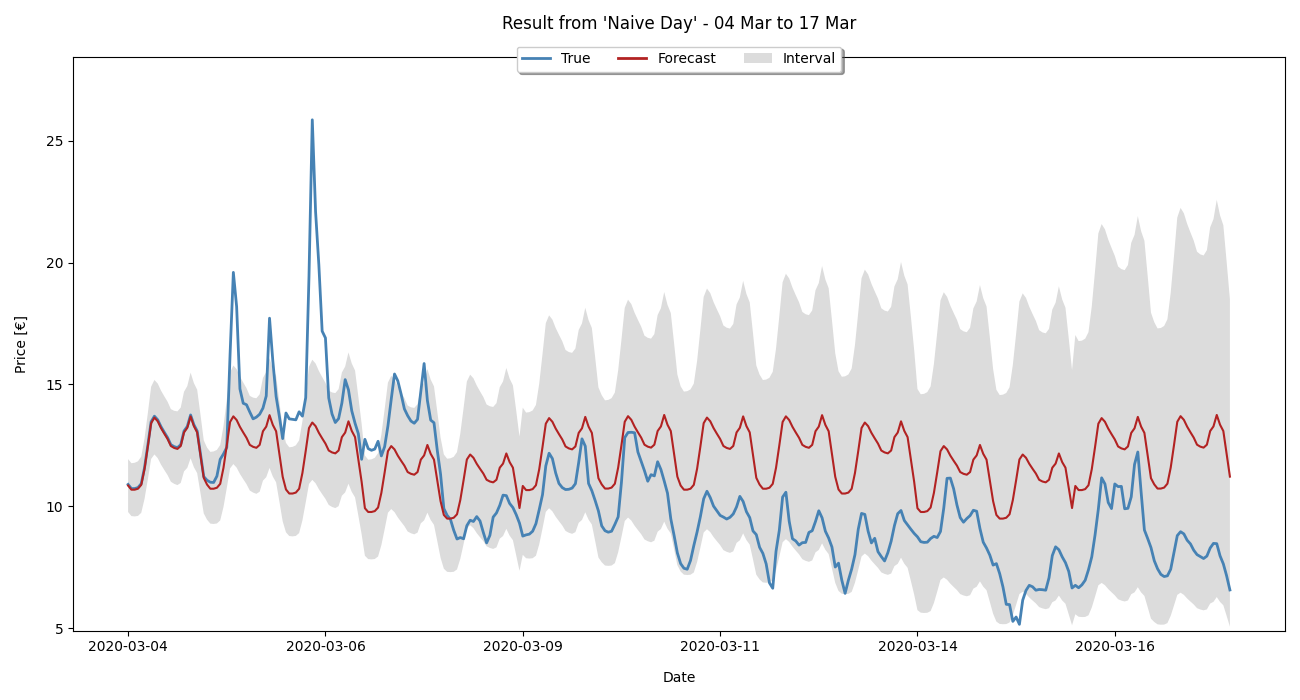 Result from 'Naive Day' - 04 Mar to 17 Mar
True Forecast Interval
25
20
15
10
5
Price [€]
2020-03-04 2020-03-06 2020-03-09 2020-03-11 2020-03-14 2020-03-16
Date